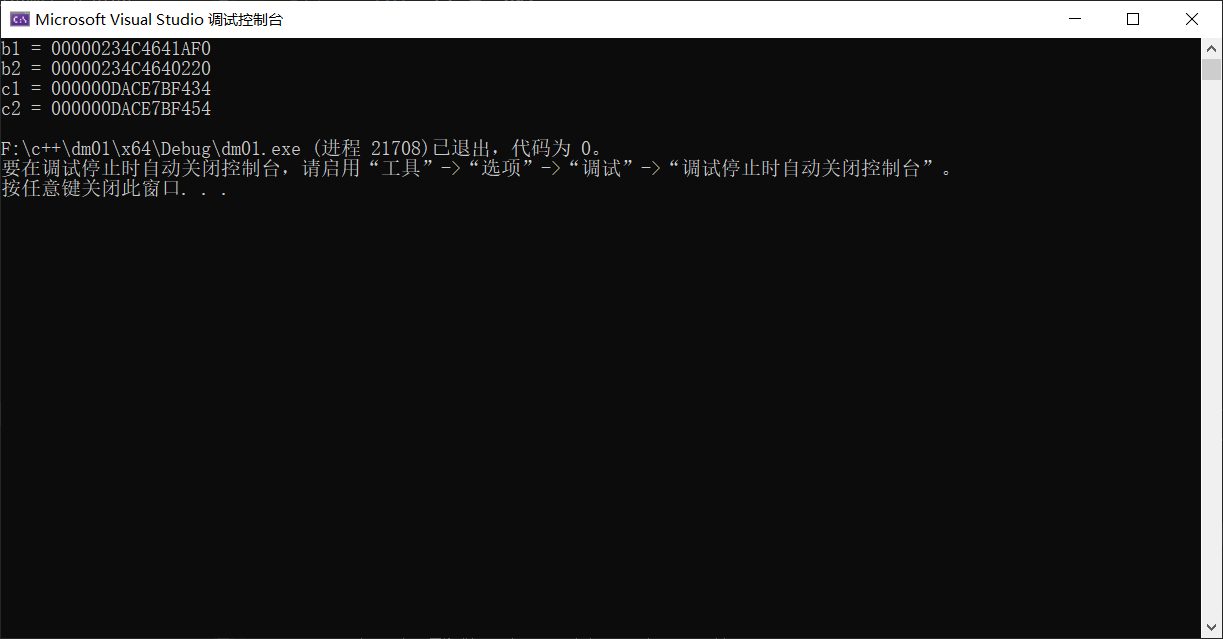 Microsoft Visual Studio 调试控制台
b1 = 00000234C4641AF0
b2 = 00000234C4640220
c1 = 000000DACE7BF434
c2 = 000000DACE7BF454
F:\c++\dm01\x64\Debug\dm01.exe (进程 21708)已退出，代码为 0。
要在调试停止时自动关闭控制台，请启用“工具”->“选项”->“调试”->“调试停止时自动关闭控制台”。
按任意键关闭此窗口. . .